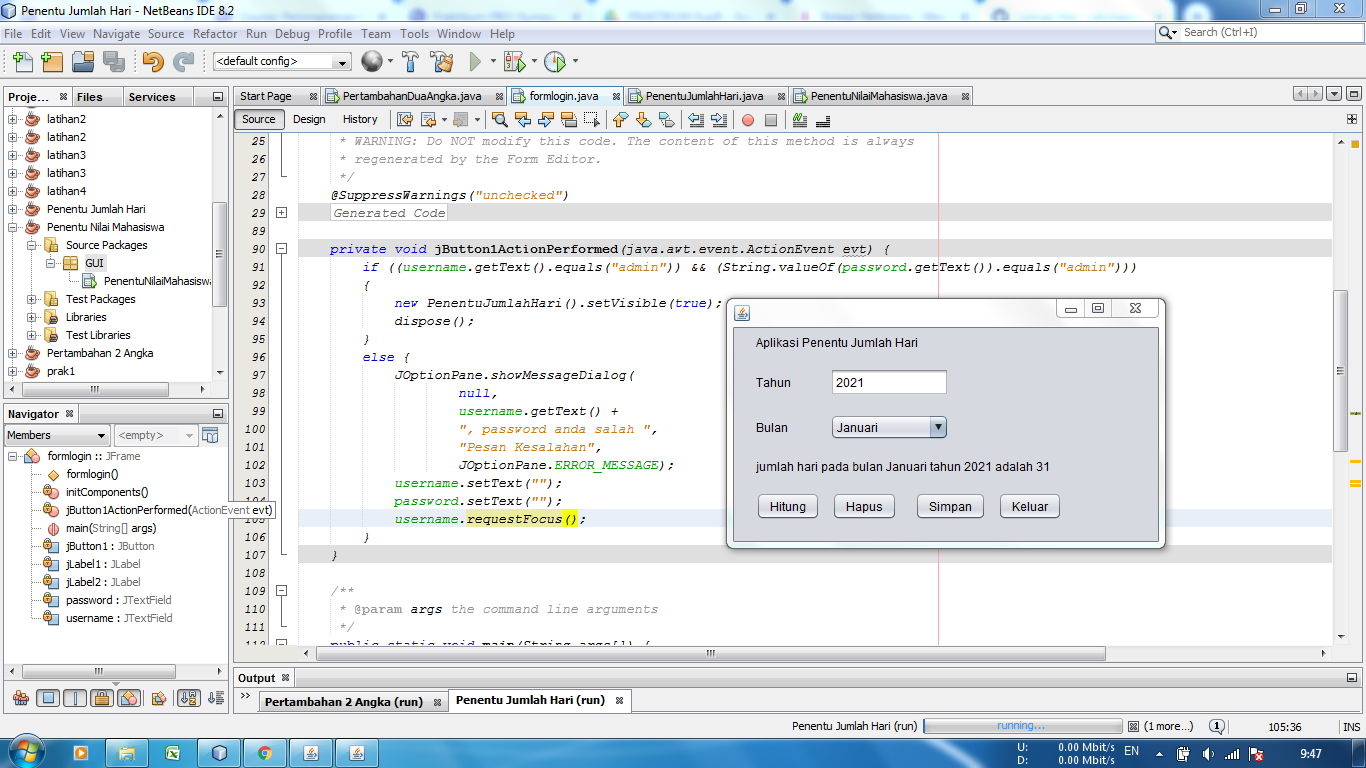 Penentu Jumlah Hari - NetBeans IDE 8.2
File Edit View Navigate Source Refactor Run Debug Profile Team Tools Window Help
Search (Ctrl+I)
<default config>
Proje... Files Services
latihan2
latihan2
latihan3
latihan3
latihan4
Penentu Jumlah Hari
Penentu Nilai Mahasiswa
Source Packages
GUI
PenentuNilaiMahasiswa
Test Packages
Libraries
Test Libraries
Pertambahan 2 Angka
prak1
Navigator
Members <empty>
formlogin :: JFrame
formlogin()
initComponents()
jButton1ActionPerformed(ActionEvent evt)
main(String[] args)
jButton1 : JButton
jLabel1 : JLabel
jLabel2 : JLabel
password : JTextField
username : JTextField
Start Page PertambahanDuaAngka.java formlogin.java PenentuJumlahHari.java PenentuNilaiMahasiswa.java
Source Design History
25 * WARNING: Do NOT modify this code. The content of this method is always
26 * regenerated by the Form Editor.
27 */
28 @SuppressWarnings("unchecked")
29 Generated Code
89
90 private void jButton1ActionPerformed(java.awt.event.ActionEvent evt) {
91 if ((username.getText().equals("admin")) && (String.valueOf(password.getText()).equals("admin")))
92 {
93 new PenentuJumlahHari().setVisible(true);
94 dispose();
95 }
96 else {
97 JOptionPane.showMessageDialog(
98 null,
99 username.getText() +
100 ", password anda salah ",
101 "Pesan Kesalahan",
102 JOptionPane.ERROR_MESSAGE);
103 username.setText("");
104 password.setText("");
105 username.requestFocus();
106 }
107 }
108
109 /**
110 * @param args the command line arguments
111 */
112 public static void main(String args[]) {
Aplikasi Penentu Jumlah Hari
Tahun 2021
Bulan Januari
jumlah hari pada bulan Januari tahun 2021 adalah 31
Hitung Hapus Simpan Keluar
Output
Pertambahan 2 Angka (run) Penentu Jumlah Hari (run)
Penentu Jumlah Hari (run) running... (1 more...) 1 105:36 INS
U: 0.00 Mbit/s
D: 0.00 Mbit/s
EN
9:47